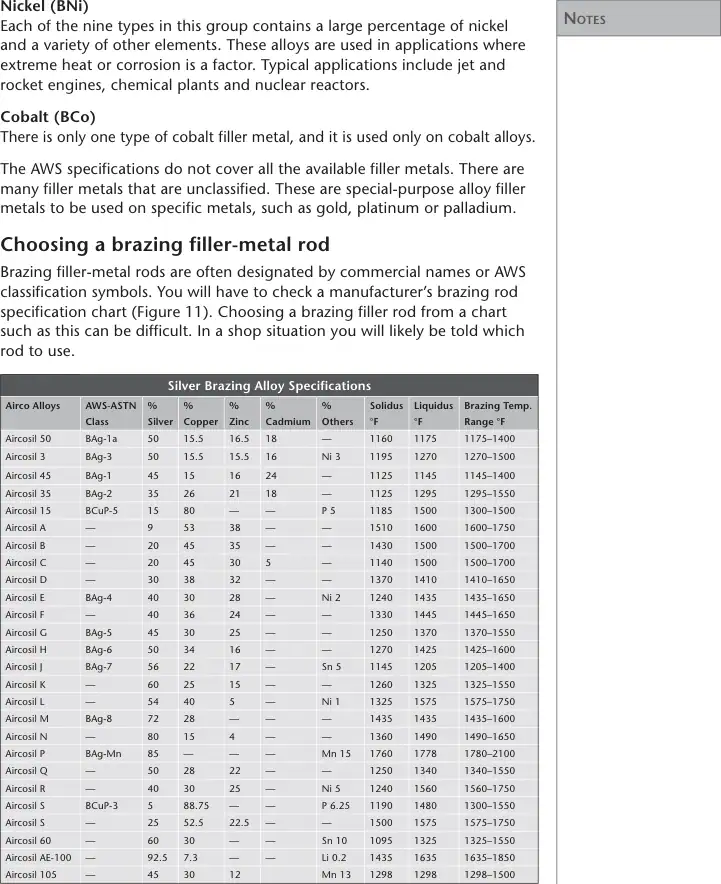 Nickel (BNi)
Each of the nine types in this group contains a large percentage of nickel
and a variety of other elements. These alloys are used in applications where
extreme heat or corrosion is a factor. Typical applications include jet and
rocket engines, chemical plants and nuclear reactors.
Cobalt (BCo)
There is only one type of cobalt filler metal, and it is used only on cobalt alloys.
The AWS specifications do not cover all the available filler metals. There are
many filler metals that are unclassified. These are special-purpose alloy filler
metals to be used on specific metals, such as gold, platinum or palladium.
Choosing a brazing filler-metal rod
Brazing filler-metal rods are often designated by commercial names or AWS
classification symbols. You will have to check a manufacturer’s brazing rod
specification chart (Figure 11). Choosing a brazing filler rod from a chart
such as this can be difficult. In a shop situation you will likely be told which
rod to use.
Silver Brazing Alloy Specifications
Airco Alloys AWS-ASTN % % % % % Solidus Liquidus Brazing Temp.
Class Silver Copper Zinc Cadmium Others °F °F Range °F
Aircosil 50 BAg-1a 50 15.5 16.5 18 — 1160 1175 1175–1400
Aircosil 3 BAg-3 50 15.5 15.5 16 Ni 3 1195 1270 1270–1500
Aircosil 45 BAg-1 45 15 16 24 — 1125 1145 1145–1400
Aircosil 35 BAg-2 35 26 21 18 — 1125 1295 1295–1550
Aircosil 15 BCuP-5 15 80 — — P 5 1185 1500 1300–1500
Aircosil A — 9 53 38 — — 1510 1600 1600–1750
Aircosil B — 20 45 35 — — 1430 1500 1500–1700
Aircosil C — 20 45 30 5 — 1140 1500 1500–1700
Aircosil D — 30 38 32 — — 1370 1410 1410–1650
Aircosil E BAg-4 40 30 28 — Ni 2 1240 1435 1435–1650
Aircosil F — 40 36 24 — — 1330 1445 1445–1650
Aircosil G BAg-5 45 30 25 — — 1250 1370 1370–1550
Aircosil H BAg-6 50 34 16 — — 1270 1425 1425–1600
Aircosil J BAg-7 56 22 17 — Sn 5 1145 1205 1205–1400
Aircosil K — 60 25 15 — — 1260 1325 1325–1550
Aircosil L — 54 40 5 — Ni 1 1325 1575 1575–1750
Aircosil M BAg-8 72 28 — — — 1435 1435 1435–1600
Aircosil N — 80 15 4 — — 1360 1490 1490–1650
Aircosil P BAg-Mn 85 — — — Mn 15 1760 1778 1780–2100
Aircosil Q — 50 28 22 — — 1250 1340 1340–1550
Aircosil R — 40 30 25 — Ni 5 1240 1560 1560–1750
Aircosil S BCuP-3 5 88.75 — — P 6.25 1190 1480 1300–1550
Aircosil S — 25 52.5 22.5 — — 1500 1575 1575–1750
Aircosil 60 — 60 30 — — Sn 10 1095 1325 1325–1550
Aircosil AE-100 — 92.5 7.3 — — Li 0.2 1435 1635 1635–1850
Aircosil 105 — 45 30 12 Mn 13 1298 1298 1298–1500
NOTES